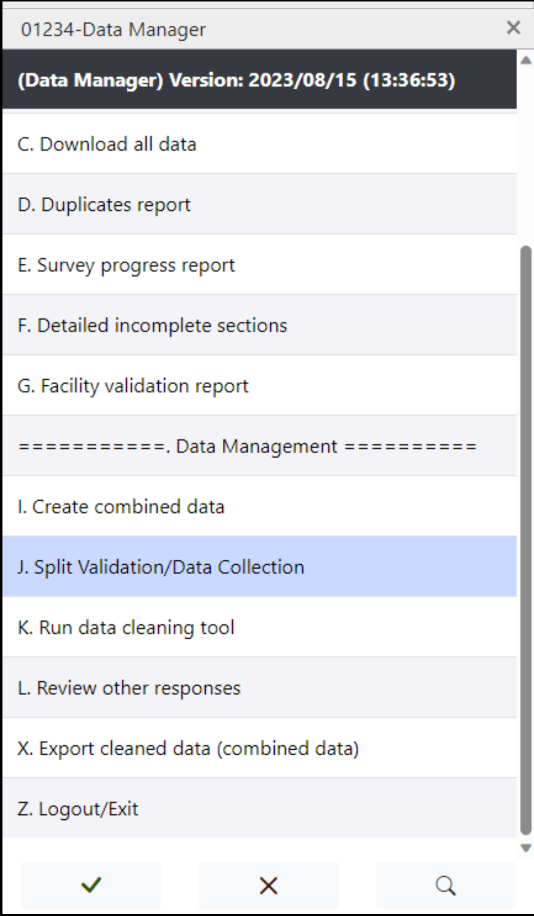 01234-Data Manager
(Data Manager) Version: 2023/08/15 (13:36:53)
C. Download all data
D. Duplicates report
E. Survey progress report
F. Detailed incomplete sections
G. Facility validation report
===========. Data Management ==========
I. Create combined data
J. Split Validation/Data Collection
K. Run data cleaning tool
L. Review other responses
X. Export cleaned data (combined data)
Z. Logout/Exit